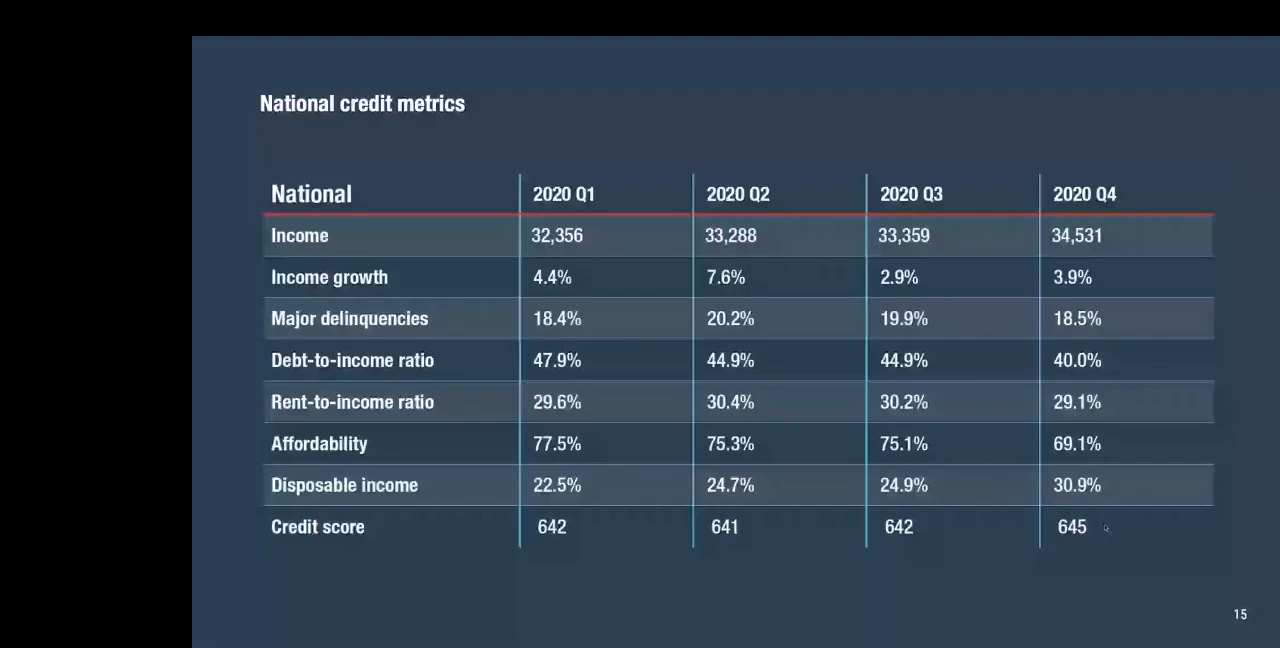 National credit metrics
National 2020 Q1 2020 Q2 2020 Q3 2020 Q4
Income 32,356 33,288 33,359 34,531
Income growth 4.4% 7.6% 2.9% 3.9%
Major delinquencies 18.4% 20.2% 19.9% 18.5%
Debt-to-income ratio 47.9% 44.9% 44.9% 40.0%
Rent-to-income ratio 29.6% 30.4% 30.2% 29.1%
Affordability 77.5% 75.3% 75.1% 69.1%
Disposable income 22.5% 24.7% 24.9% 30.9%
Credit score 642 641 642 645
15